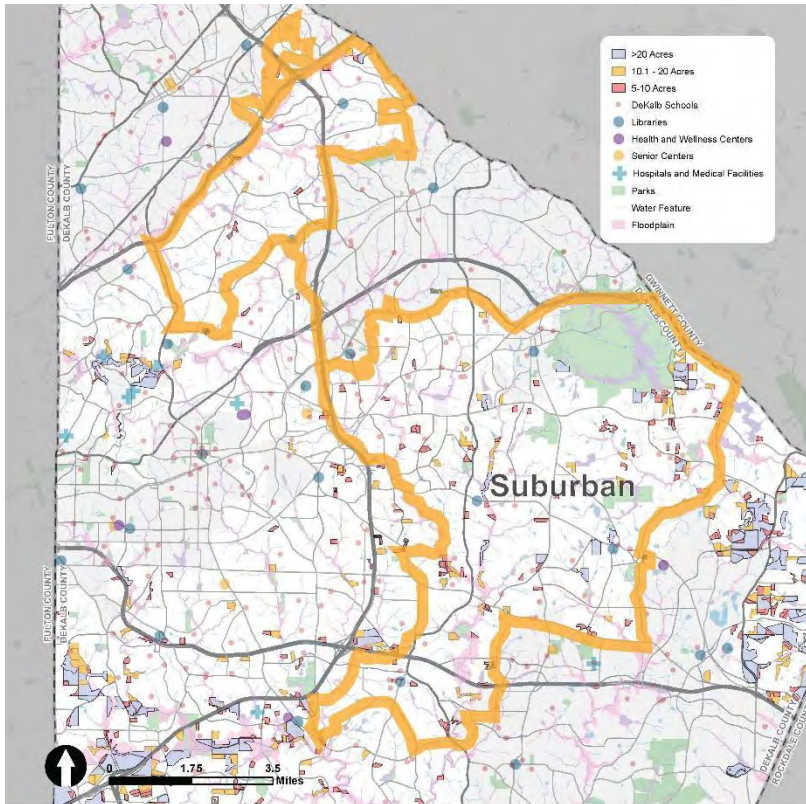 >20 Acres
10.1 - 20 Acres
5-10 Acres
DeKalb Schools
Libraries
Health and Wellness Centers
Senior Centers
Hospitals and Medical Facilities
Parks
Water Feature
Floodplain
FULTON COUNTY
DEKALB COUNTY
GWINNETT COUNTY
DEKALB COUNTY
Suburban
FULTON COUNTY
DEKALB COUNTY
DEKALB COUNTY
ROCKDALE COUNTY
0 1.75 3.5
Miles